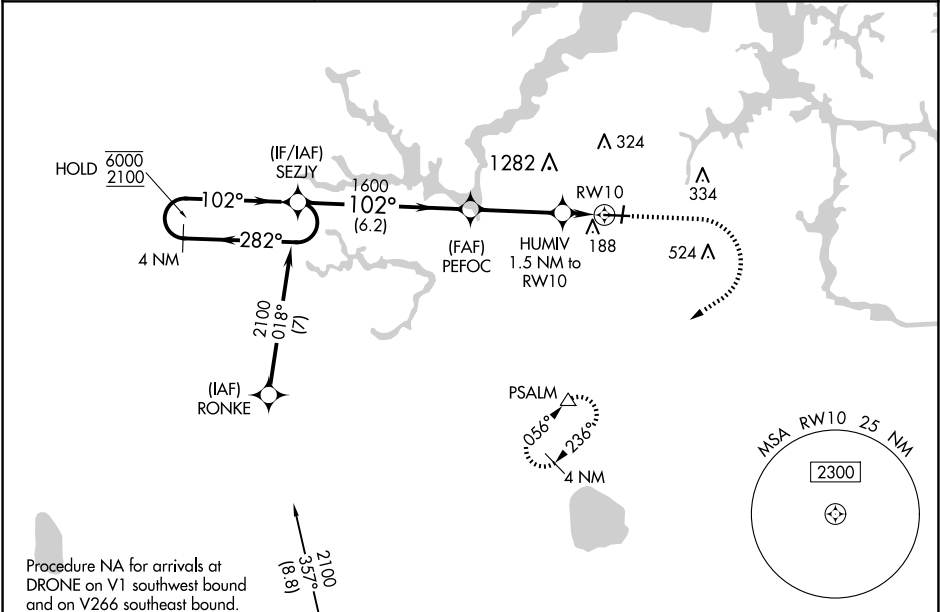 HOLD 6000
2100
102°
282°
4 NM
(IF/IAF)
SEZJY
1600
102°
(6.2)
(FAF)
PEFOC
1282
324
334
RW10
188
524
HUMIV
1.5 NM to
RW10
2100
018°
(7)
(IAF)
RONKE
PSALM
056°
236°
4 NM
MSA RW10 25 NM
2300
2100
357°
(8.8)
Procedure NA for arrivals at
DRONE on V1 southwest bound
and on V266 southeast bound.